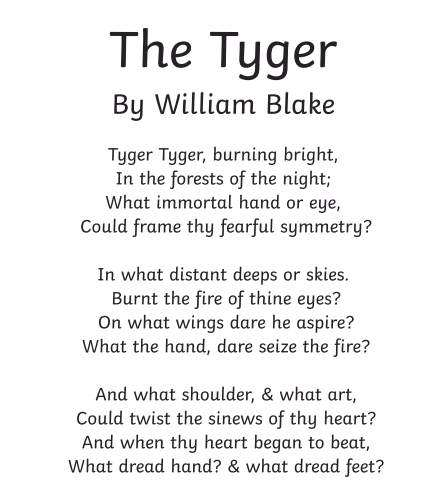 The Tyger
By William Blake
Tyger Tyger, burning bright,
In the forests of the night;
What immortal hand or eye,
Could frame thy fearful symmetry?
In what distant deeps or skies.
Burnt the fire of thine eyes?
On what wings dare he aspire?
What the hand, dare seize the fire?
And what shoulder, & what art,
Could twist the sinews of thy heart?
And when thy heart began to beat,
What dread hand? & what dread feet?